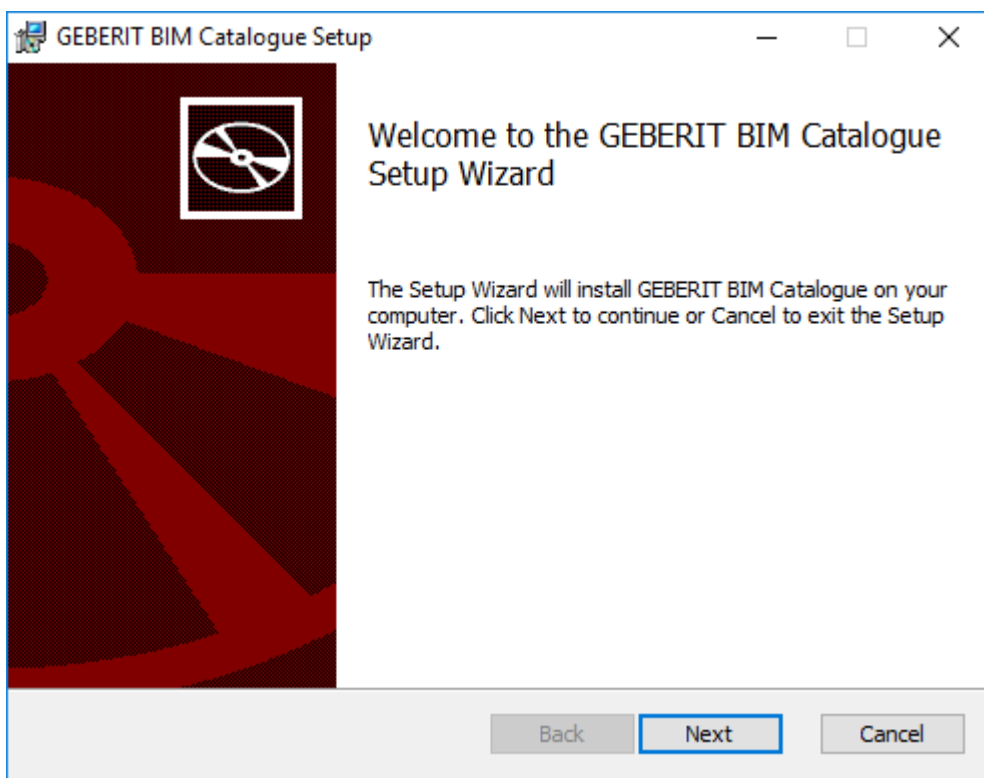 GEBERIT BIM Catalogue Setup
Welcome to the GEBERIT BIM Catalogue
Setup Wizard
The Setup Wizard will install GEBERIT BIM Catalogue on your
computer. Click Next to continue or Cancel to exit the Setup
Wizard.
Back Next Cancel